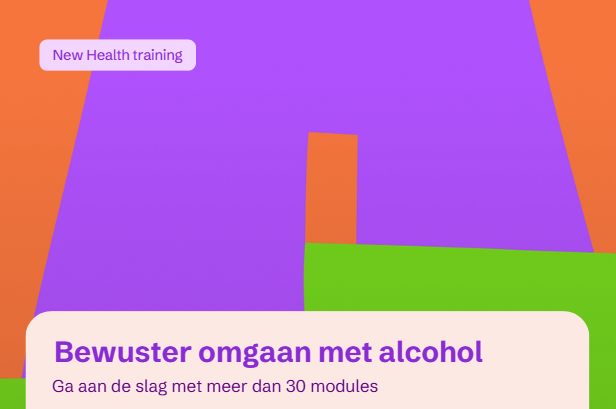 New Health training
Bewuster omgaan met alcohol
Ga aan de slag met meer dan 30 modules